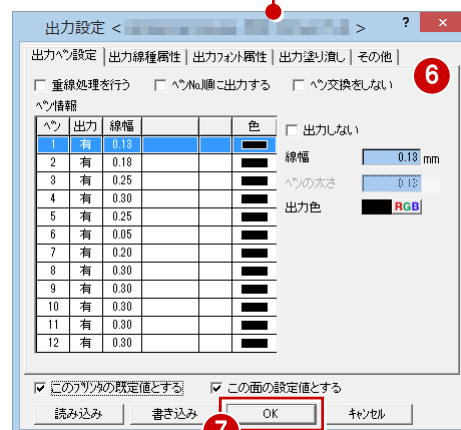 出力設定 < >
? ×
出力ペン設定 出力線種属性 出力フォント属性 出力塗り潰し その他
6
重線処理を行う ペンNo.順に出力する ペン交換をしない
ペン情報
ペン 出力 線幅 色
1 有 0.13
2 有 0.18
3 有 0.25
4 有 0.30
5 有 0.25
6 有 0.05
7 有 0.20
8 有 0.30
9 有 0.30
10 有 0.30
11 有 0.30
12 有 0.30
出力しない
線幅 0.13 mm
ペンの太さ 0.13
出力色 RGB
このプリンタの既定値とする この面の設定値とする
読み込み 書き込み OK キャンセル
7